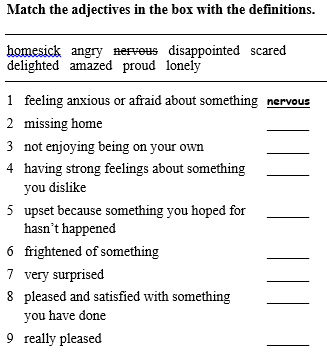 Match the adjectives in the box with the definitions.
homesick angry nervous disappointed scared
delighted amazed proud lonely
1 feeling anxious or afraid about something nervous
2 missing home ______
3 not enjoying being on your own ______
4 having strong feelings about something ______
you dislike
5 upset because something you hoped for ______
hasn't happened
6 frightened of something ______
7 very surprised ______
8 pleased and satisfied with something ______
you have done
9 really pleased ______